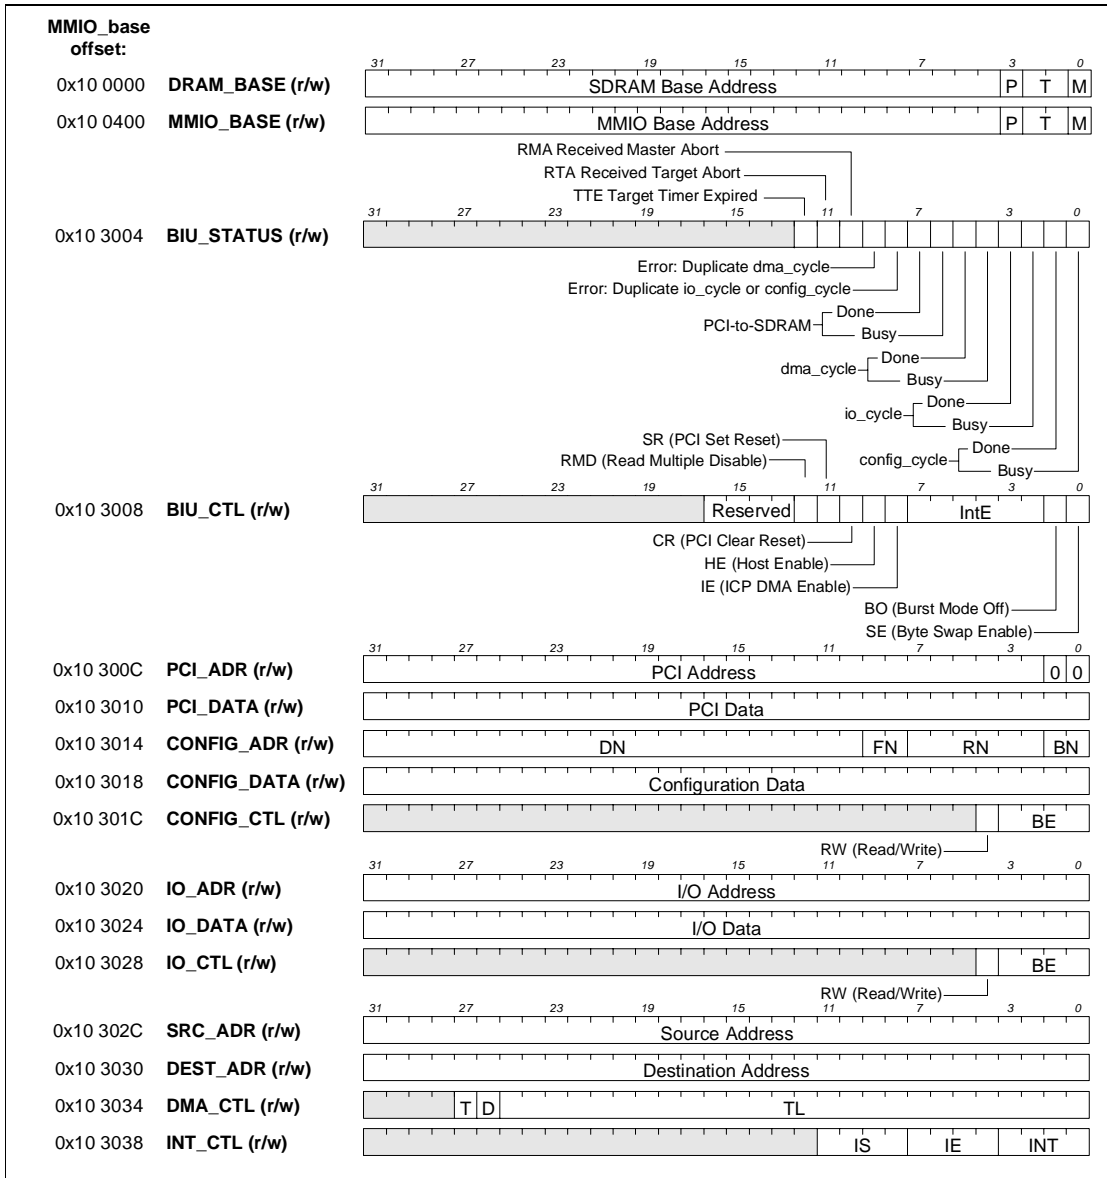 MMIO_base
offset:
31 27 23 19 15 11 7 3 0
0x10 0000 DRAM_BASE (r/w) SDRAM Base Address P T M
0x10 0400 MMIO_BASE (r/w) MMIO Base Address P T M
RMA Received Master Abort
RTA Received Target Abort
TTE Target Timer Expired
31 27 23 19 15 11 7 3 0
0x10 3004 BIU_STATUS (r/w)
Error: Duplicate dma_cycle
Error: Duplicate io_cycle or config_cycle
Done
PCI-to-SDRAM
Busy
Done
dma_cycle
Busy
Done
io_cycle
Busy
SR (PCI Set Reset)
Done
RMD (Read Multiple Disable)
config_cycle
Busy
31 27 23 19 15 11 7 3 0
0x10 3008 BIU_CTL (r/w) Reserved IntE
CR (PCI Clear Reset)
HE (Host Enable)
IE (ICP DMA Enable)
BO (Burst Mode Off)
SE (Byte Swap Enable)
31 27 23 19 15 11 7 3 0
0x10 300C PCI_ADR (r/w) PCI Address 0 0
0x10 3010 PCI_DATA (r/w) PCI Data
0x10 3014 CONFIG_ADR (r/w) DN FN RN BN
0x10 3018 CONFIG_DATA (r/w) Configuration Data
0x10 301C CONFIG_CTL (r/w) BE
RW (Read/Write)
31 27 23 19 15 11 7 3 0
0x10 3020 IO_ADR (r/w) I/O Address
0x10 3024 IO_DATA (r/w) I/O Data
0x10 3028 IO_CTL (r/w) BE
RW (Read/Write)
31 27 23 19 15 11 7 3 0
0x10 302C SRC_ADR (r/w) Source Address
0x10 3030 DEST_ADR (r/w) Destination Address
0x10 3034 DMA_CTL (r/w) T D TL
0x10 3038 INT_CTL (r/w) IS IE INT